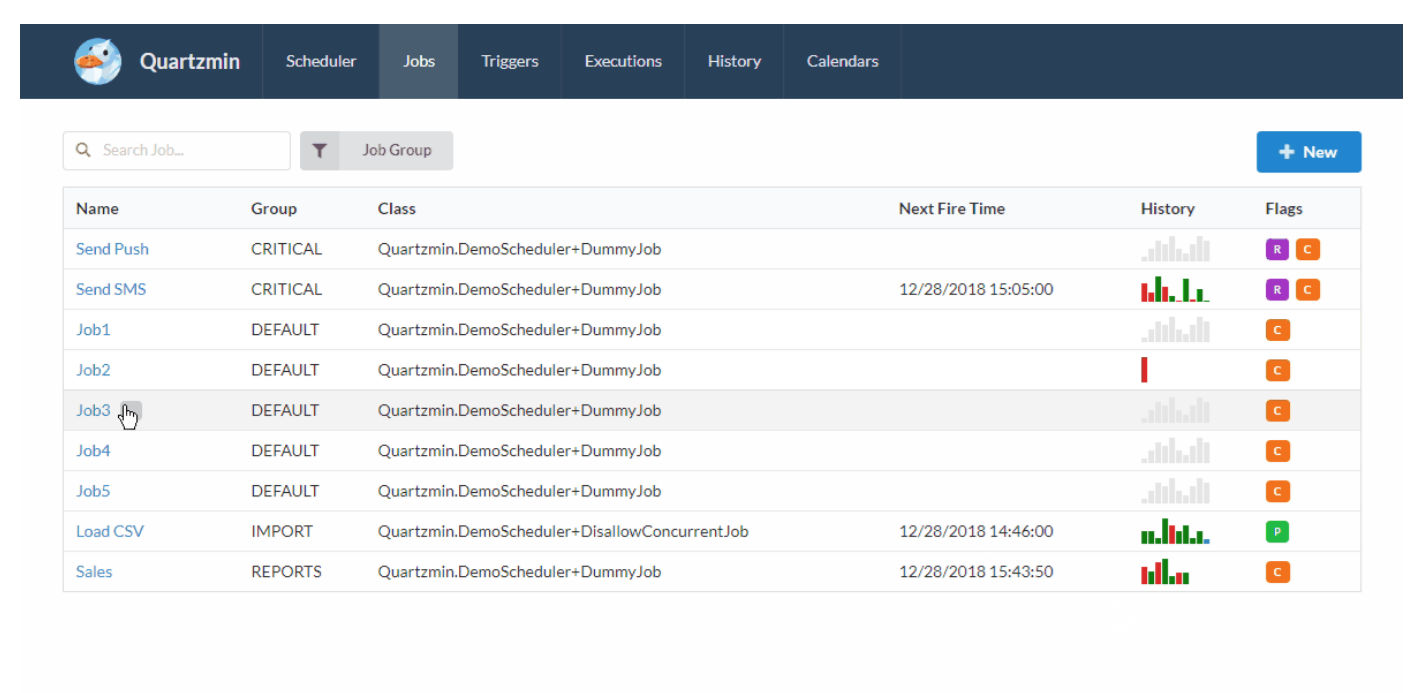 Quartzmin Scheduler Jobs Triggers Executions History Calendars
Search Job... Job Group + New
Name Group Class Next Fire Time History Flags
Send Push CRITICAL Quartzmin.DemoScheduler+DummyJob R C
Send SMS CRITICAL Quartzmin.DemoScheduler+DummyJob 12/28/2018 15:05:00 R C
Job1 DEFAULT Quartzmin.DemoScheduler+DummyJob C
Job2 DEFAULT Quartzmin.DemoScheduler+DummyJob C
Job3 DEFAULT Quartzmin.DemoScheduler+DummyJob C
Job4 DEFAULT Quartzmin.DemoScheduler+DummyJob C
Job5 DEFAULT Quartzmin.DemoScheduler+DummyJob C
Load CSV IMPORT Quartzmin.DemoScheduler+DisallowConcurrentJob 12/28/2018 14:46:00 P
Sales REPORTS Quartzmin.DemoScheduler+DummyJob 12/28/2018 15:43:50 C